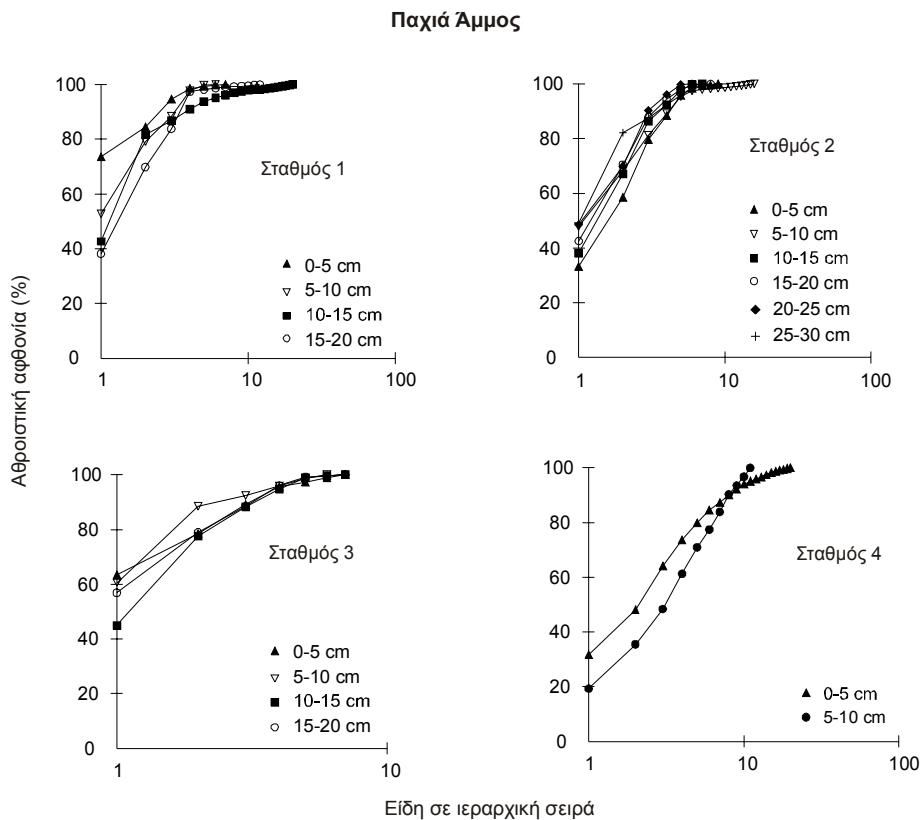 Παχιά Άμμος
Αθροιστική αφθονία (%)
100
80
60
40
20
0
1
10
100
Σταθμός 1
0-5 cm
5-10 cm
10-15 cm
15-20 cm
100
80
60
40
20
0
1
10
100
Σταθμός 2
0-5 cm
5-10 cm
10-15 cm
15-20 cm
20-25 cm
25-30 cm
100
80
60
40
20
0
1
10
Σταθμός 3
0-5 cm
5-10 cm
10-15 cm
15-20 cm
100
80
60
40
20
0
1
10
100
Σταθμός 4
0-5 cm
5-10 cm
Είδη σε ιεραρχική σειρά